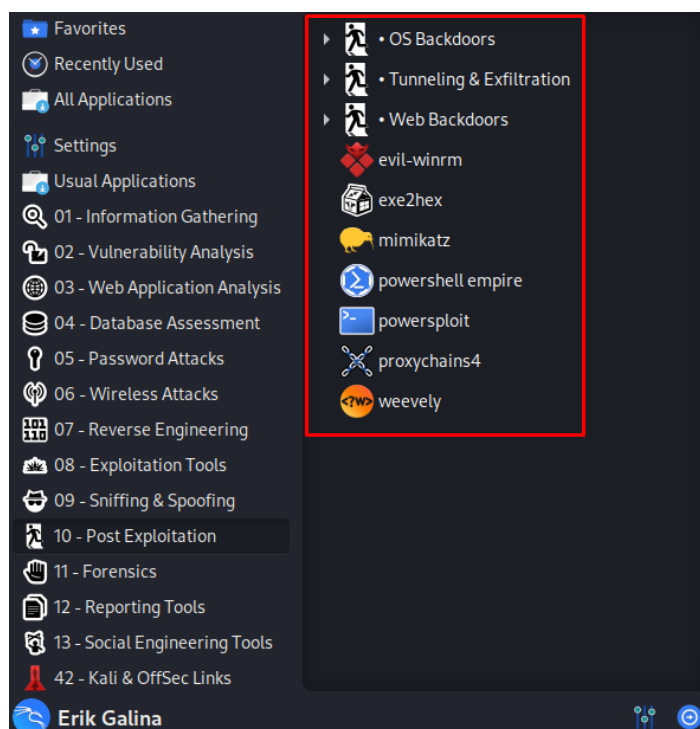 Favorites
Recently Used
All Applications
Settings
Usual Applications
01 - Information Gathering
02 - Vulnerability Analysis
03 - Web Application Analysis
04 - Database Assessment
05 - Password Attacks
06 - Wireless Attacks
07 - Reverse Engineering
08 - Exploitation Tools
09 - Sniffing & Spoofing
10 - Post Exploitation
11 - Forensics
12 - Reporting Tools
13 - Social Engineering Tools
42 - Kali & OffSec Links
Erik Galina
• OS Backdoors
• Tunneling & Exfiltration
• Web Backdoors
evil-winrm
exe2hex
mimikatz
powershell empire
powersploit
proxychains4
weevely